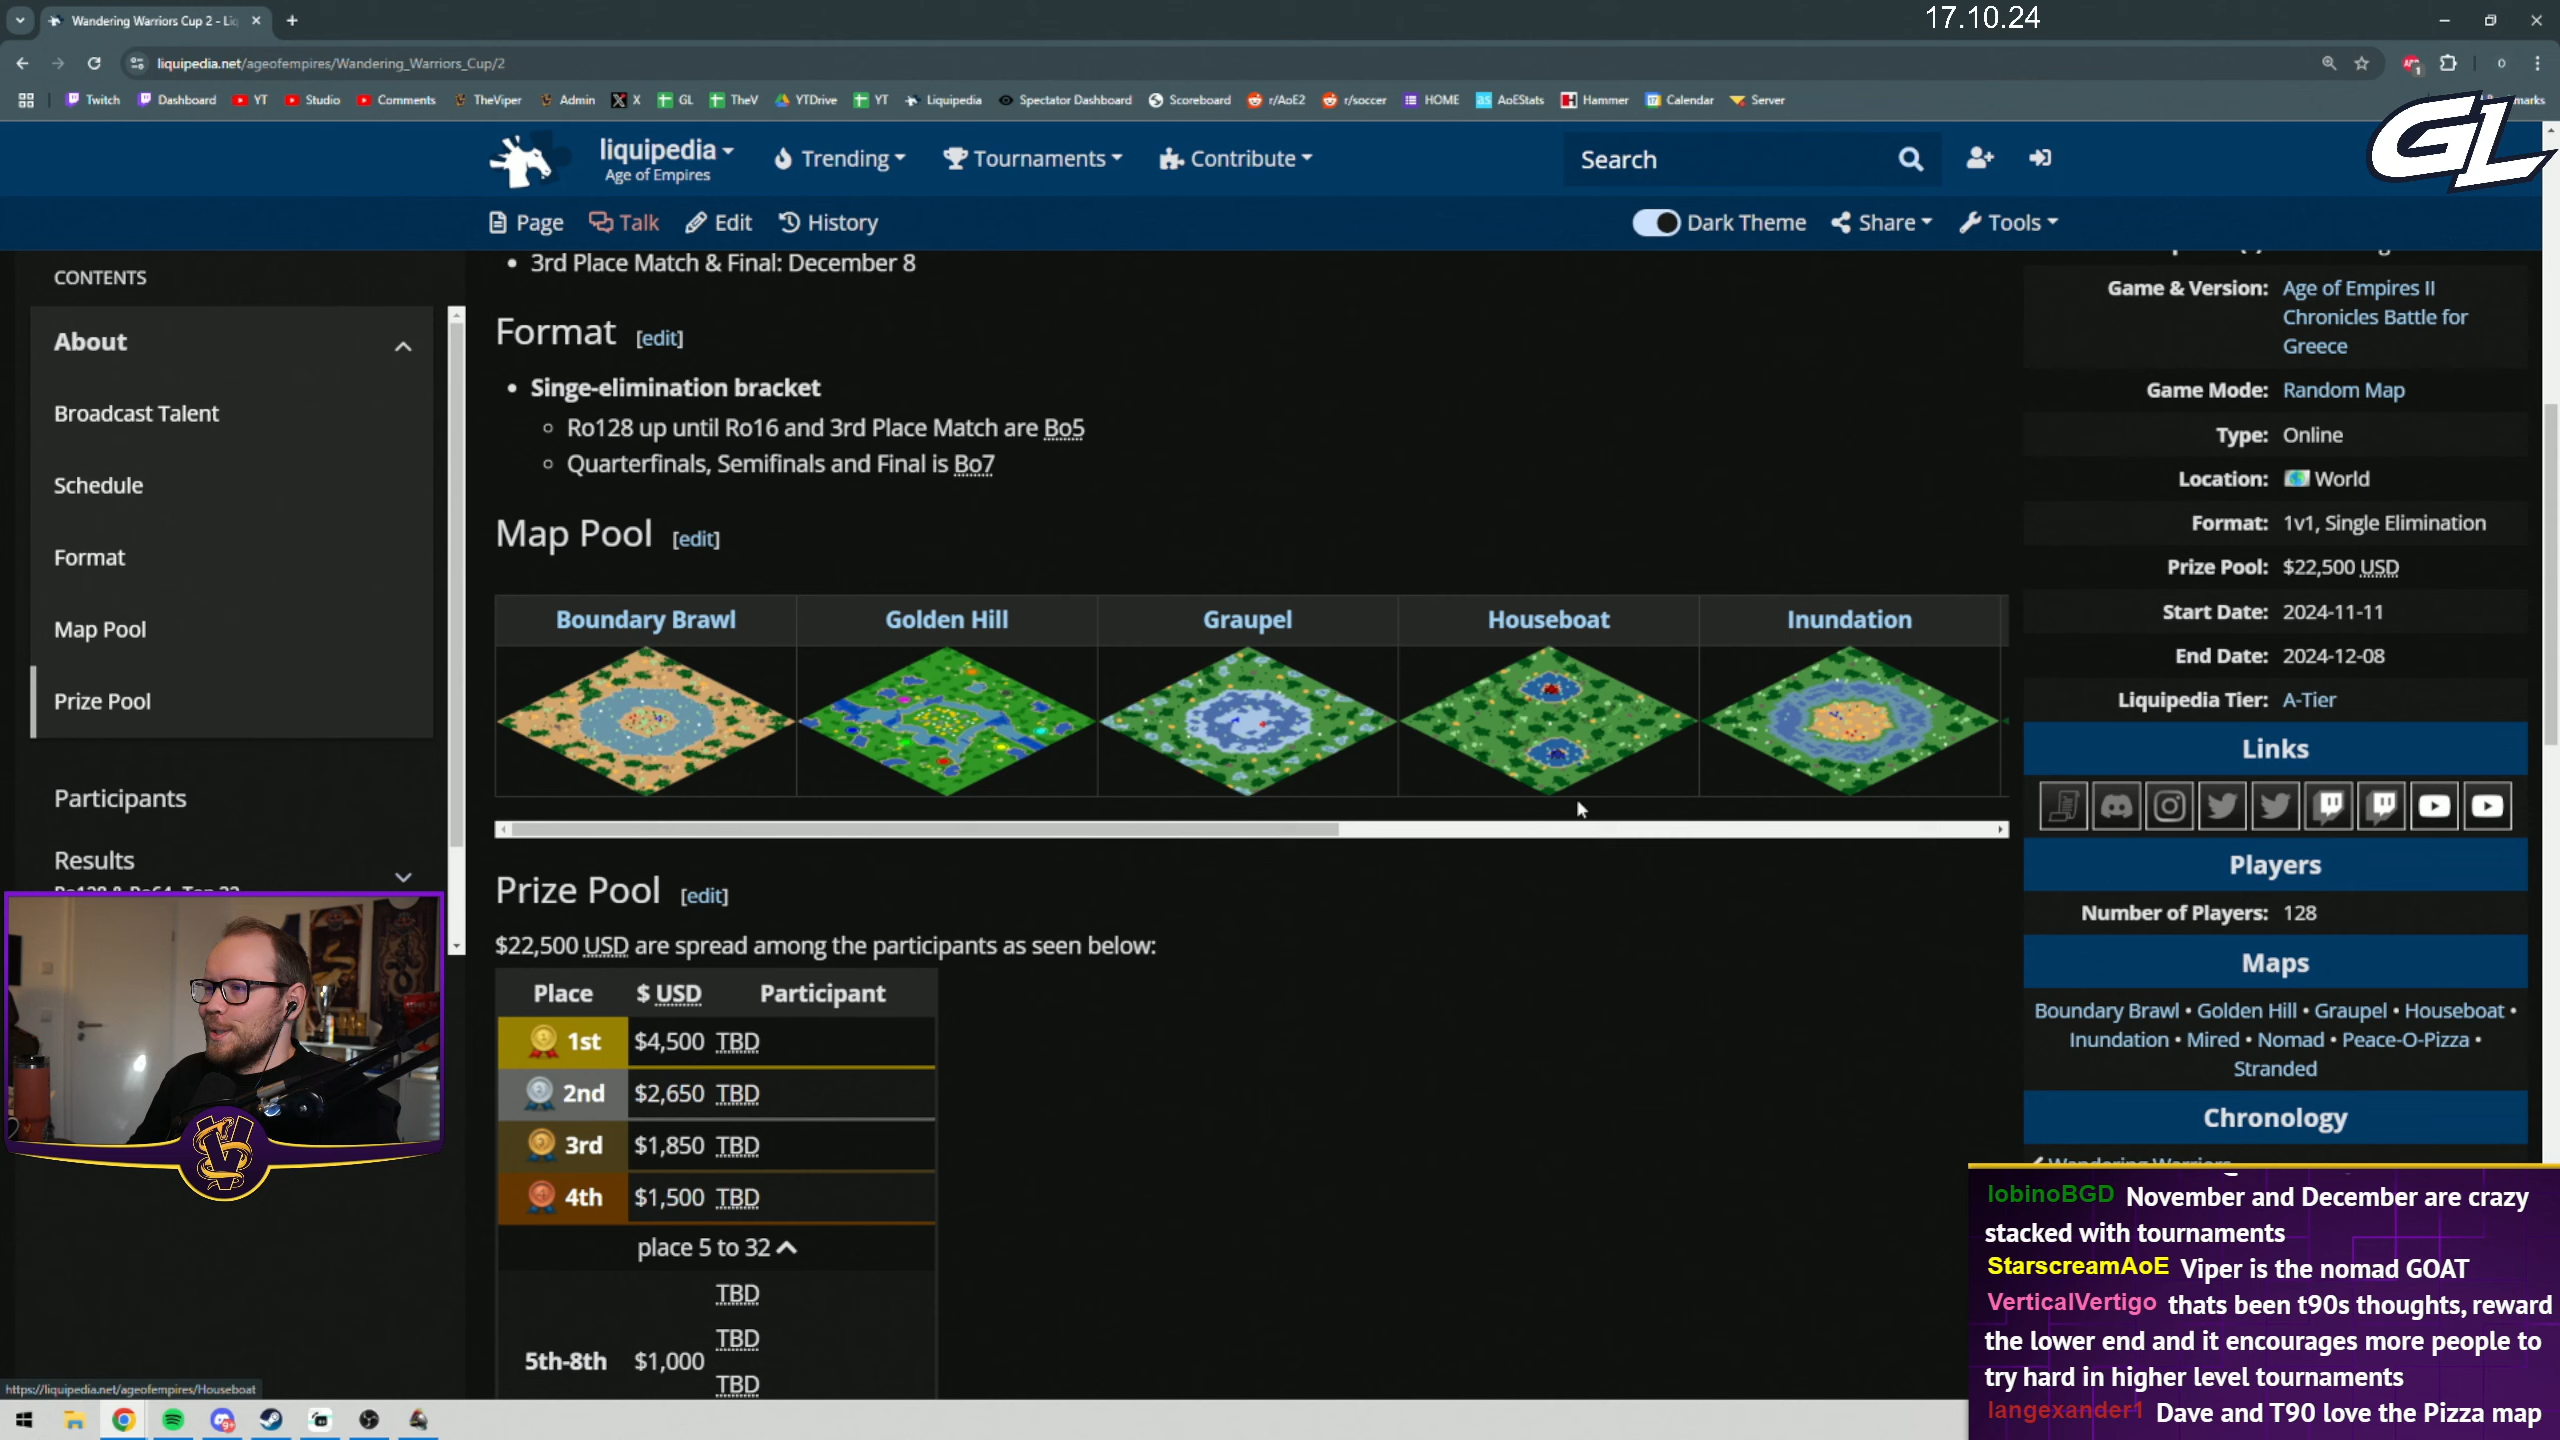 Wandering Warriors Cup 2 - Liq
17.10.24
liquipedia.net/ageofempires/Wandering_Warriors_Cup/2
Twitch Dashboard YT Studio Comments TheViper Admin X GL TheV YTDrive YT Liquipedia Spectator Dashboard Scoreboard r/AoE2 r/soccer HOME AoEStats Hammer Calendar Server
GL
liquipedia
Age of Empires
Trending Tournaments Contribute Search
Page Talk Edit History Dark Theme Share Tools
CONTENTS
About
Broadcast Talent
Schedule
Format
Map Pool
Prize Pool
Participants
Results
3rd Place Match & Final: December 8
Format [edit]
Singe-elimination bracket
Ro128 up until Ro16 and 3rd Place Match are Bo5
Quarterfinals, Semifinals and Final is Bo7
Map Pool [edit]
Boundary Brawl Golden Hill Graupel Houseboat Inundation
Prize Pool [edit]
$22,500 USD are spread among the participants as seen below:
Place $ USD Participant
1st $4,500 TBD
2nd $2,650 TBD
3rd $1,850 TBD
4th $1,500 TBD
place 5 to 32
TBD
TBD
5th-8th $1,000
TBD
Game & Version: Age of Empires II
Chronicles Battle for
Greece
Game Mode: Random Map
Type: Online
Location: World
Format: 1v1, Single Elimination
Prize Pool: $22,500 USD
Start Date: 2024-11-11
End Date: 2024-12-08
Liquipedia Tier: A-Tier
Links
Players
Number of Players: 128
Maps
Boundary Brawl • Golden Hill • Graupel • Houseboat •
Inundation • Mired • Nomad • Peace-O-Pizza •
Stranded
Chronology
lobinoBGD November and December are crazy
stacked with tournaments
StarscreamAoE Viper is the nomad GOAT
VerticalVertigo thats been t90s thoughts, reward
the lower end and it encourages more people to
try hard in higher level tournaments
langexander1 Dave and T90 love the Pizza map
https://liquipedia.net/ageofempires/Houseboat